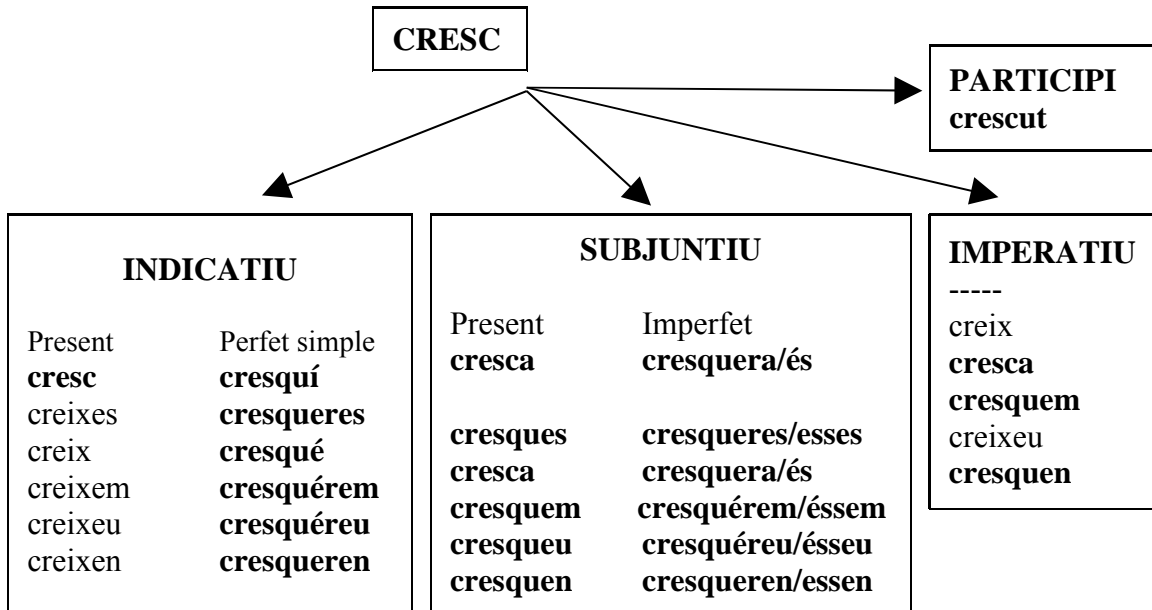 CRESC
PARTICIPI
crescut
INDICATIU
Present Perfet simple
cresc cresquí
creixes cresqueres
creix cresqué
creixem cresquérem
creixeu cresquéreu
creixen cresqueren
SUBJUNTIU
Present Imperfet
cresca cresquera/és
cresques cresqueres/esses
cresca cresquera/és
cresquem cresquérem/éssem
cresqueu cresquéreu/ésseu
cresquen cresqueren/essen
IMPERATIU
-----
creix
cresca
cresquem
creixeu
cresquen